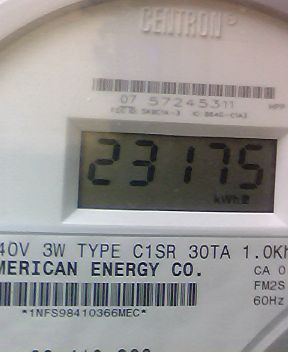 CENTRON
07 57245311
23175
kWh
40V 3W TYPE C1SR 30TA 1.0Kh
MERICAN ENERGY CO.
CA 0
FM2S
60Hz
*1NFS98410366MEC*